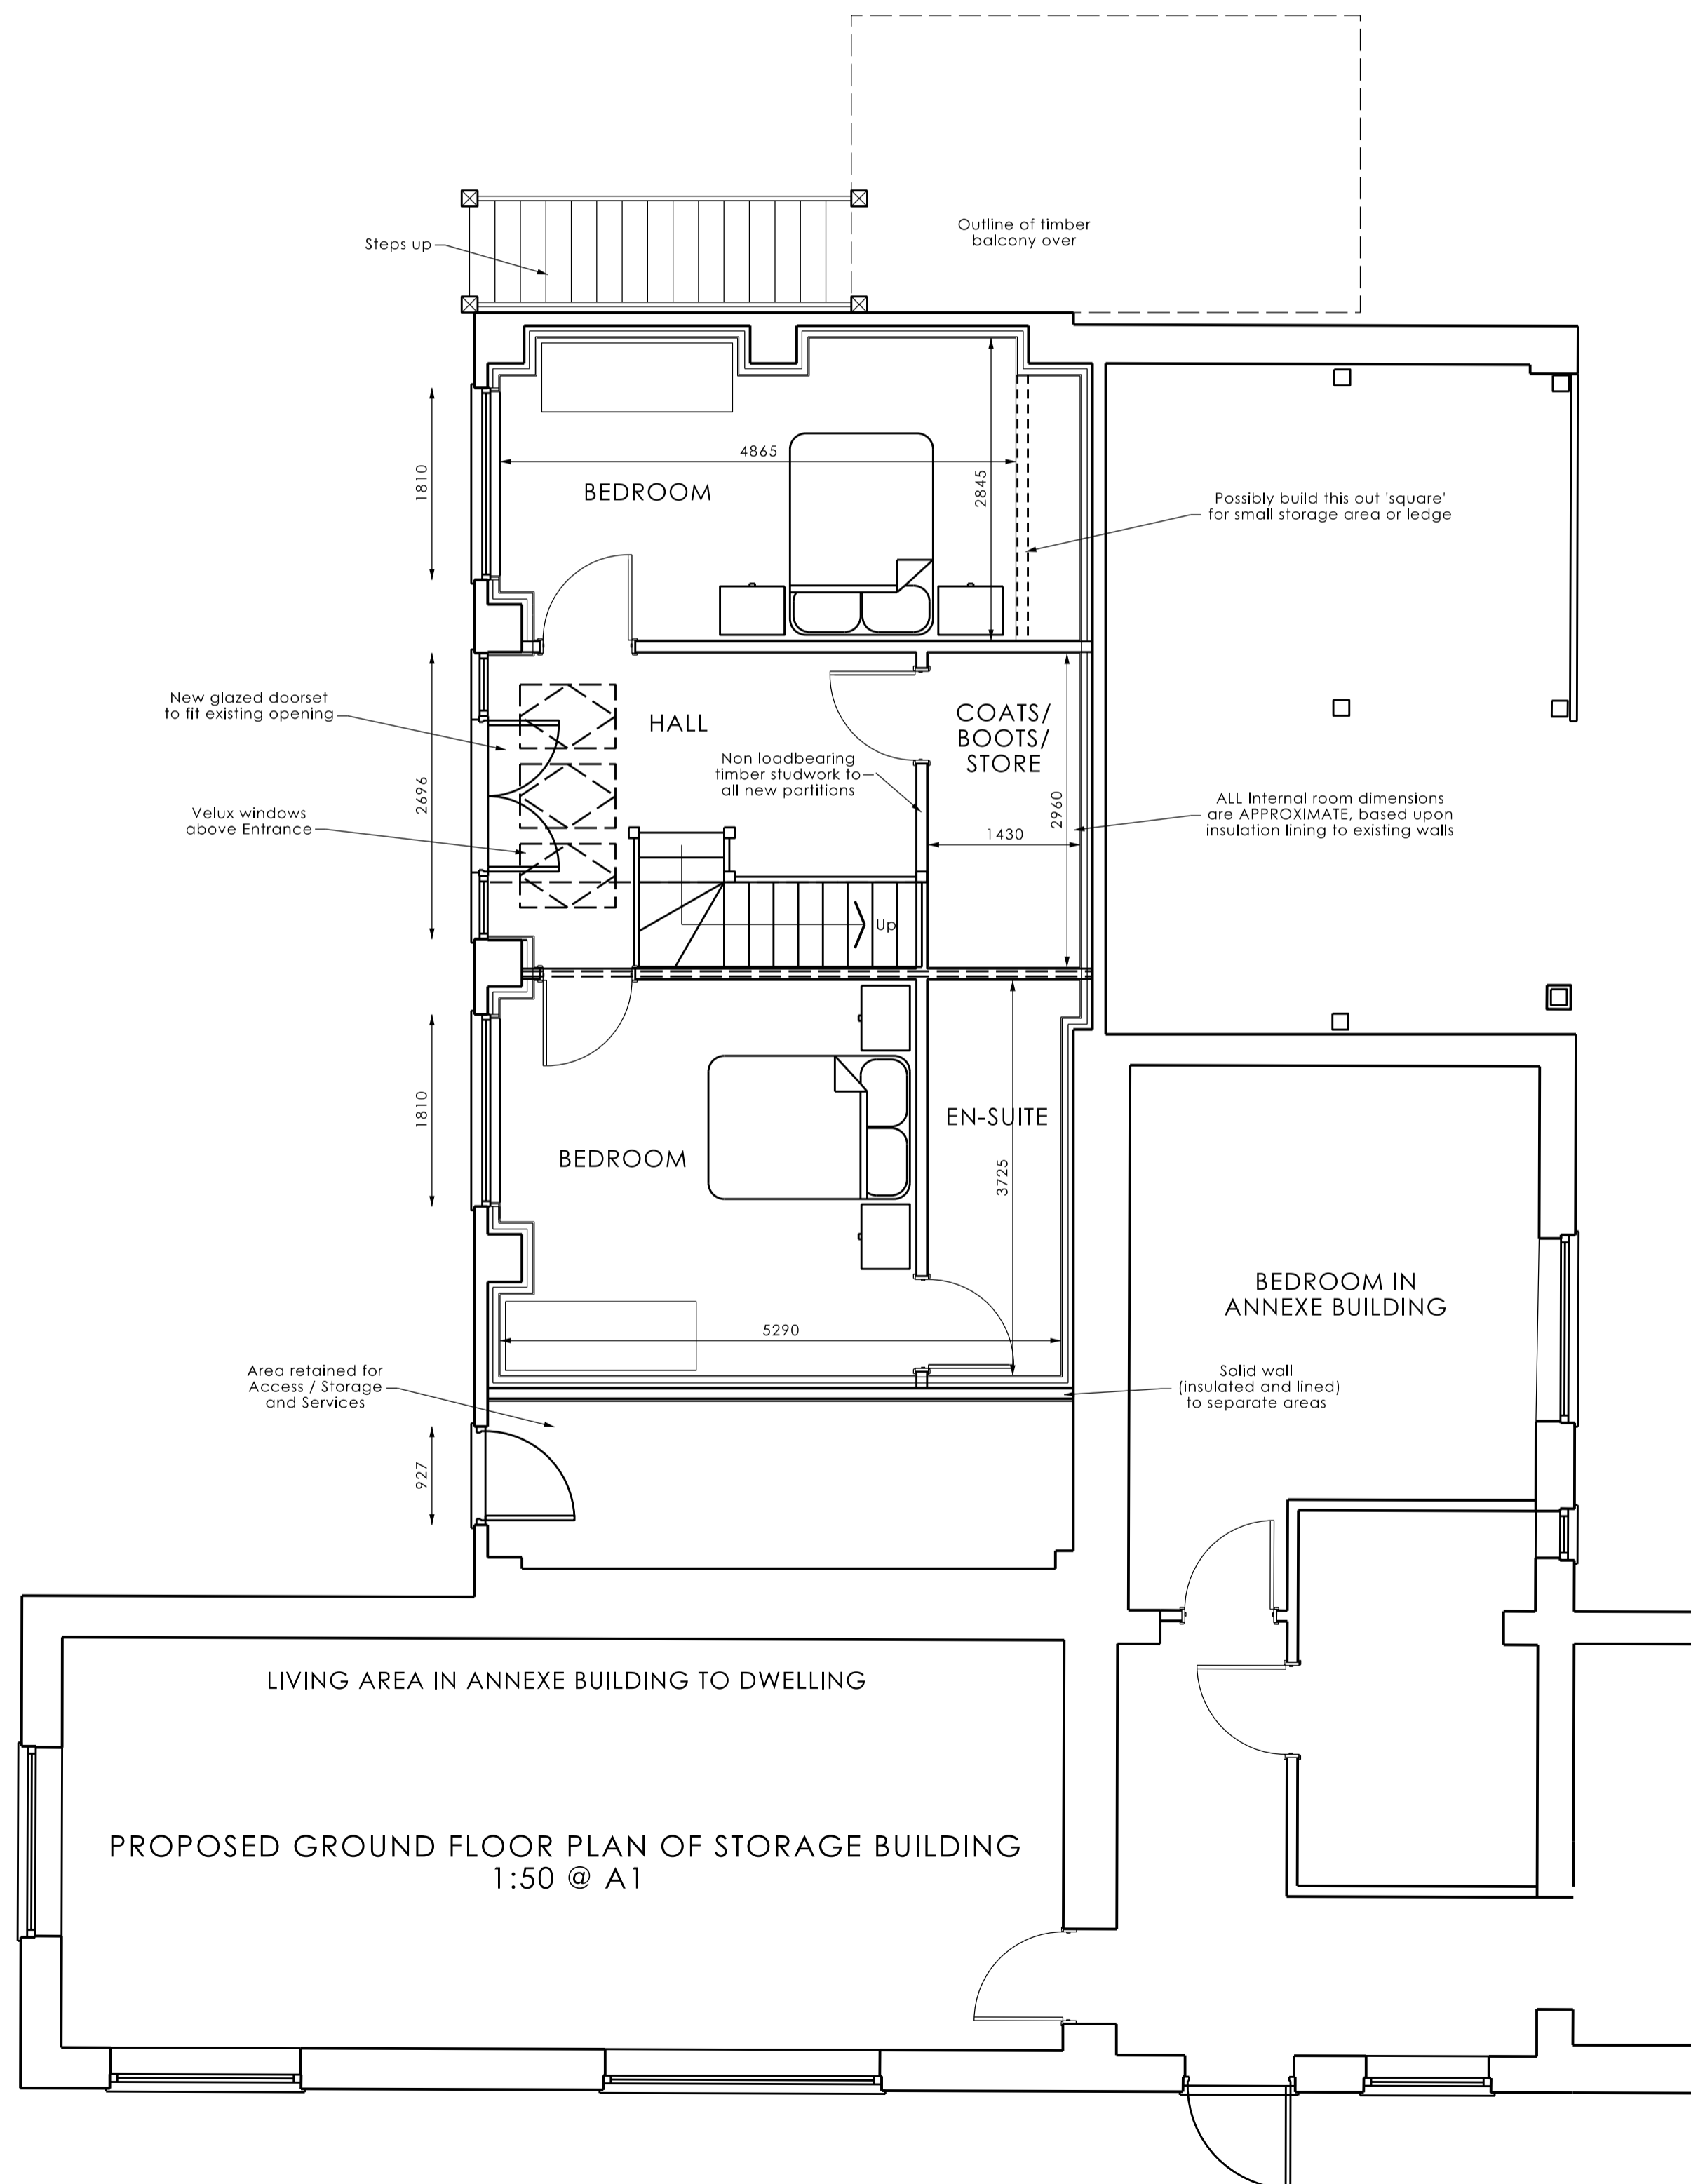 Outline of timber
balcony over
Steps up
4865
1810
2845
BEDROOM
Possibly build this out 'square'
for small storage area or ledge
New glazed doorset
to fit existing opening
HALL
COATS/
BOOTS/
STORE
Non loadbearing
timber studwork to
all new partitions
2696
2960
Velux windows
above Entrance
1430
ALL Internal room dimensions
are APPROXIMATE, based upon
insulation lining to existing walls
Up
1810
EN-SUITE
BEDROOM
3725
BEDROOM IN
ANNEXE BUILDING
5290
Area retained for
Access / Storage
and Services
Solid wall
(insulated and lined)
to separate areas
927
LIVING AREA IN ANNEXE BUILDING TO DWELLING
PROPOSED GROUND FLOOR PLAN OF STORAGE BUILDING
1:50 @ A1